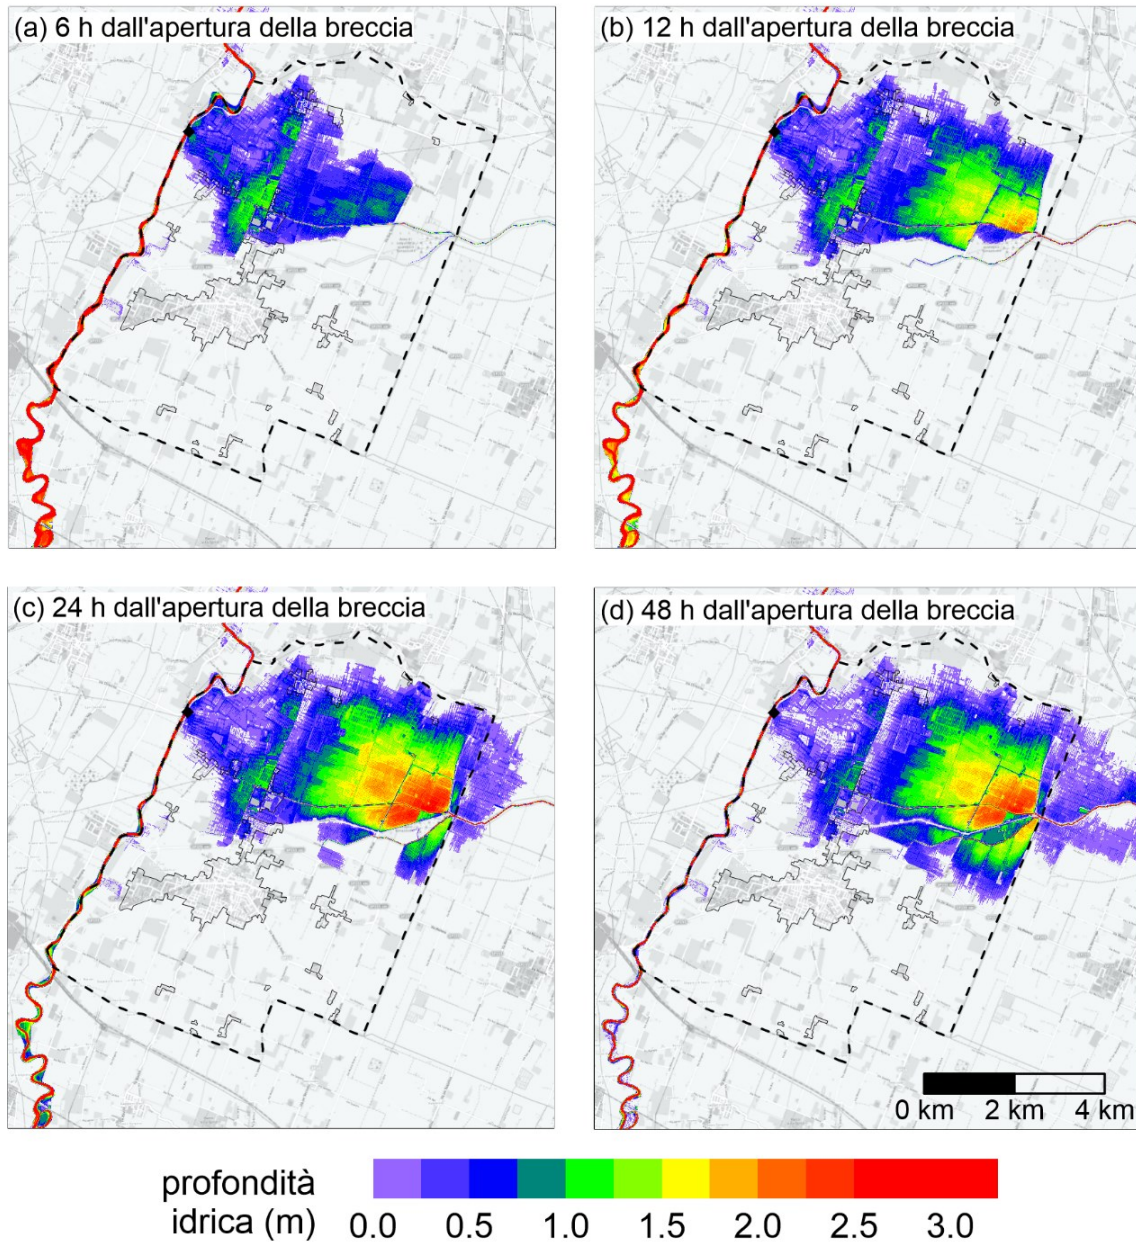 (a) 6 h dall'apertura della breccia
(b) 12 h dall'apertura della breccia
(c) 24 h dall'apertura della breccia
(d) 48 h dall'apertura della breccia
0 km 2 km 4 km
profondità
idrica (m)
0.0 0.5 1.0 1.5 2.0 2.5 3.0